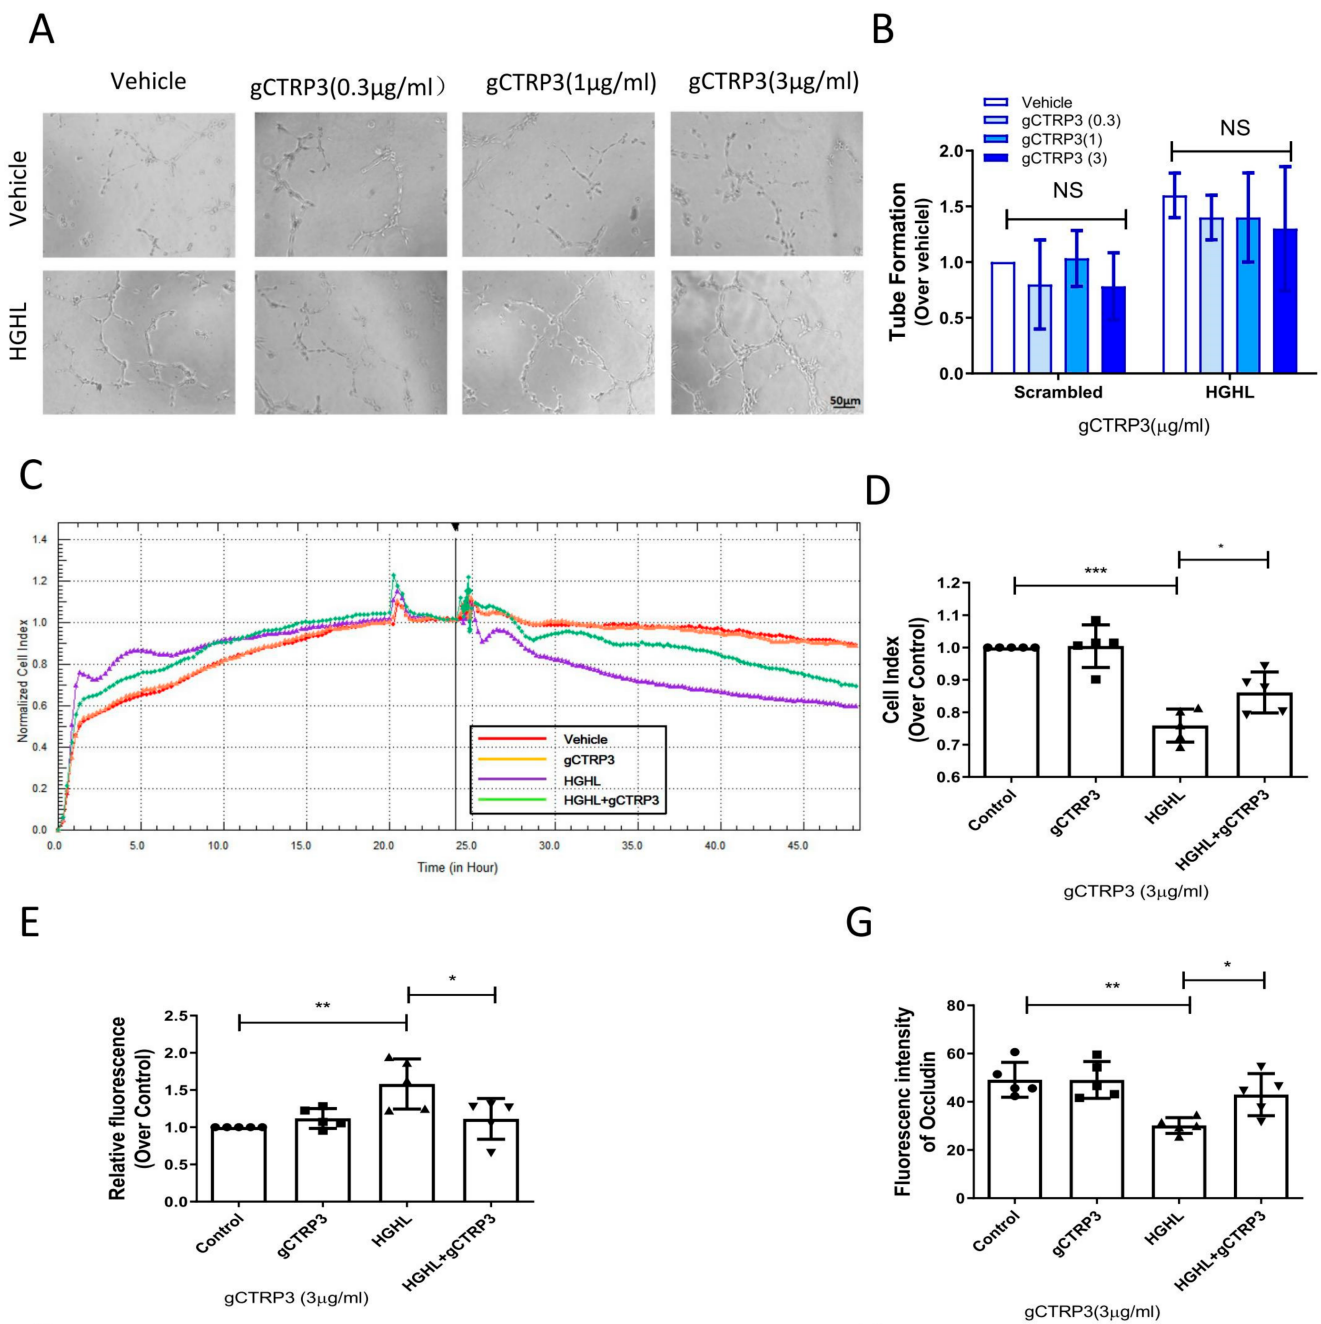 A
Vehicle
gCTRP3(0.3μg/ml）
gCTRP3(1μg/ml)
gCTRP3(3μg/ml)
Vehicle
HGHL
50μm
B
Vehicle
gCTRP3 (0.3)
gCTRP3(1)
gCTRP3 (3)
Tube Formation
(Over vehiclel)
2.0
1.5
1.0
0.5
0.0
NS
NS
Scrambled
HGHL
gCTRP3(μg/ml)
C
Normalized Cell Index
1.4
1.2
1.0
0.8
0.6
0.4
0.2
0.0
0.0
5.0
10.0
15.0
20.0
25.0
30.0
35.0
40.0
45.0
Time (in Hour)
Vehicle
gCTRP3
HGHL
HGHL+gCTRP3
D
Cell Index
(Over Control)
1.2
1.1
1.0
0.9
0.8
0.7
0.6
***
*
Control
gCTRP3
HGHL
HGHL+gCTRP3
gCTRP3 (3μg/ml)
E
Relative fluorescence
(Over Control)
2.5
2.0
1.5
1.0
0.5
0.0
**
*
Control
gCTRP3
HGHL
HGHL+gCTRP3
gCTRP3 (3μg/ml)
G
Fluorescenc intensity
of Occludin
80
60
40
20
0
**
*
Control
gCTRP3
HGHL
HGHL+gCTRP3
gCTRP3(3μg/ml)